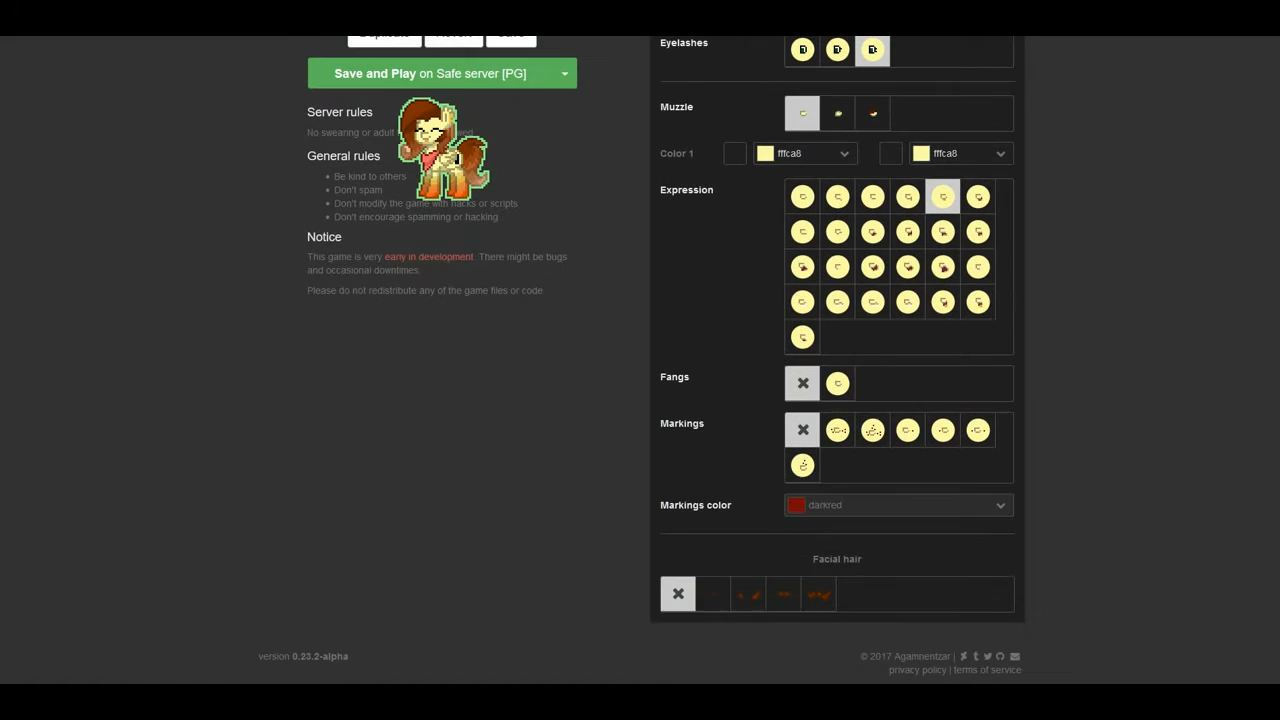 Eyelashes
Save and Play on Safe server [PG]
Server rules
No swearing or adult
Muzzle
General rules
Color 1
fffca8
fffca8
Be kind to others
Don't spam
Don't modify the game with hacks or scripts
Don't encourage spamming or hacking
Expression
Notice
This game is very early in development. There might be bugs
and occasional downtimes.
Please do not redistribute any of the game files or code.
Fangs
Markings
Markings color
darkred
Facial hair
version 0.23.2-alpha
© 2017 Agamnentzar |
privacy policy | terms of service